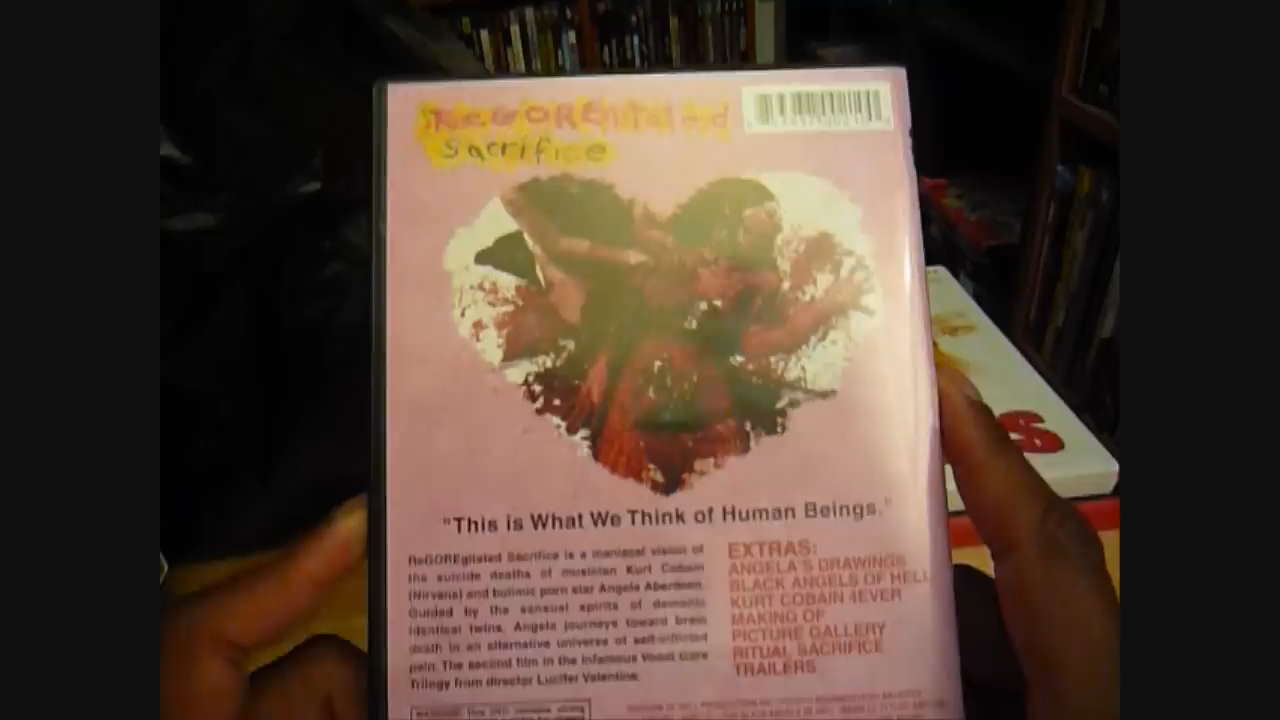 ReGOREgitated
Sacrifice
"This is What We Think of Human Beings."
ReGOREgitated Sacrifice is a maniacal vision of
the suicide deaths of musician Kurt Cobain
(Nirvana) and bulimic porn star Angela Aberdeen.
Guided by the sensual spirits of demonic
identical twins, Angela journeys toward brain
death in an alternative universe of self-inflicted
pain. The second film in the infamous Vomit Gore
Trilogy from director Lucifer Valentine.
EXTRAS:
ANGELA'S DRAWINGS
BLACK ANGELS OF HELL
KURT COBAIN 4EVER
MAKING OF
PICTURE GALLERY
RITUAL SACRIFICE
TRAILERS
S